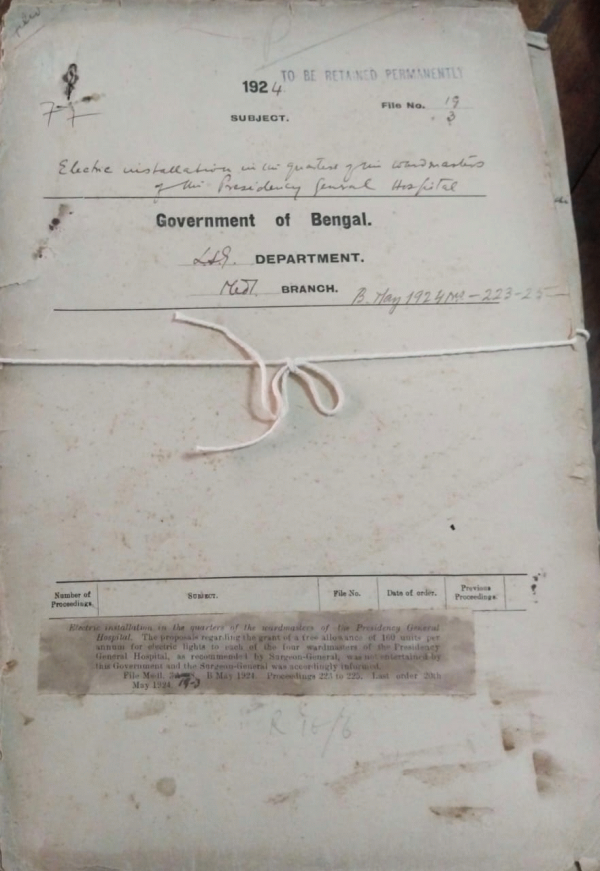 TO BE RETAINED PERMANENTLY
1924
File No. 19
3
SUBJECT.
Electric installation in the quarters of the wardmasters
of the Presidency General Hospital
Government of Bengal.
DEPARTMENT.
Medl. BRANCH.
B. May 1924 223-25
Number of Proceedings. SUBJECT. File No. Date of order. Previous Proceedings.
Electric installation in the quarters of the wardmasters of the Presidency General
Hospital. The proposals regarding the grant of a free allowance of 160 units per
annum for electric lights to each of the four wardmasters of the Presidency
General Hospital, as recommended by Surgeon-General, was not entertained by
this Government and the Surgeon-General was accordingly informed.
File Medl. B May 1924. Proceedings 223 to 225. Last order 20th
May 1924.